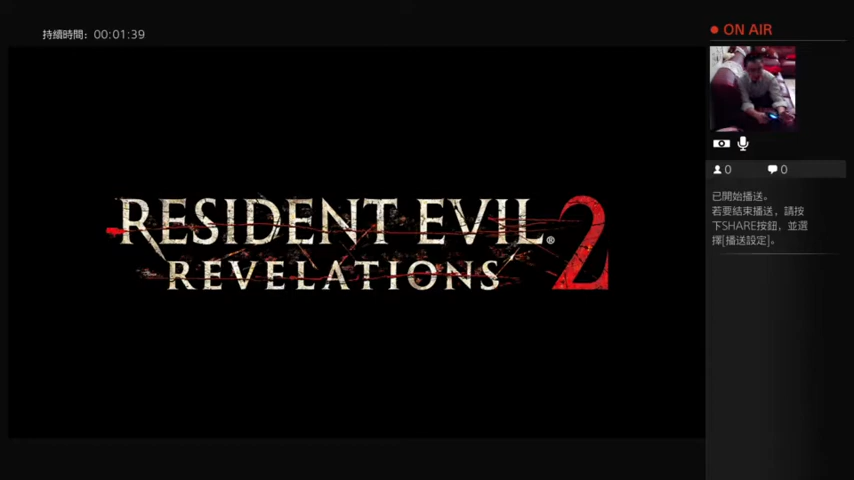 持續時間: 00:01:39
ON AIR
0 0
已開始播送。
若要結束播送，請按
下SHARE按鈕，並選
擇[播送設定]。
RESIDENT EVIL® 2
REVELATIONS